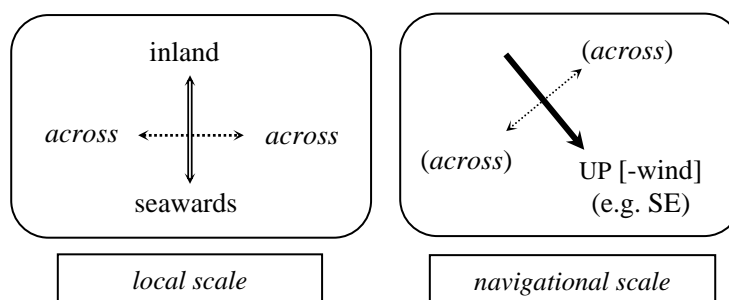 inland
across across
seawards
local scale
(across)
(across)
UP [-wind]
(e.g. SE)
navigational scale